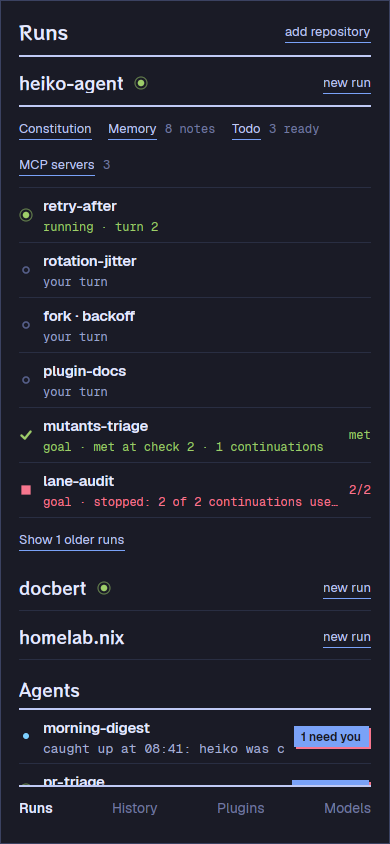 Runs add repository
heiko-agent new run
Constitution Memory 8 notes Todo 3 ready
MCP servers 3
retry-after
running · turn 2
rotation-jitter
your turn
fork · backoff
your turn
plugin-docs
your turn
mutants-triage
goal · met at check 2 · 1 continuations met
lane-audit
goal · stopped: 2 of 2 continuations use… 2/2
Show 1 older runs
docbert new run
homelab.nix new run
Agents
morning-digest
caught up at 08:41: heiko was c 1 need you
pr-triage
Runs History Plugins Models